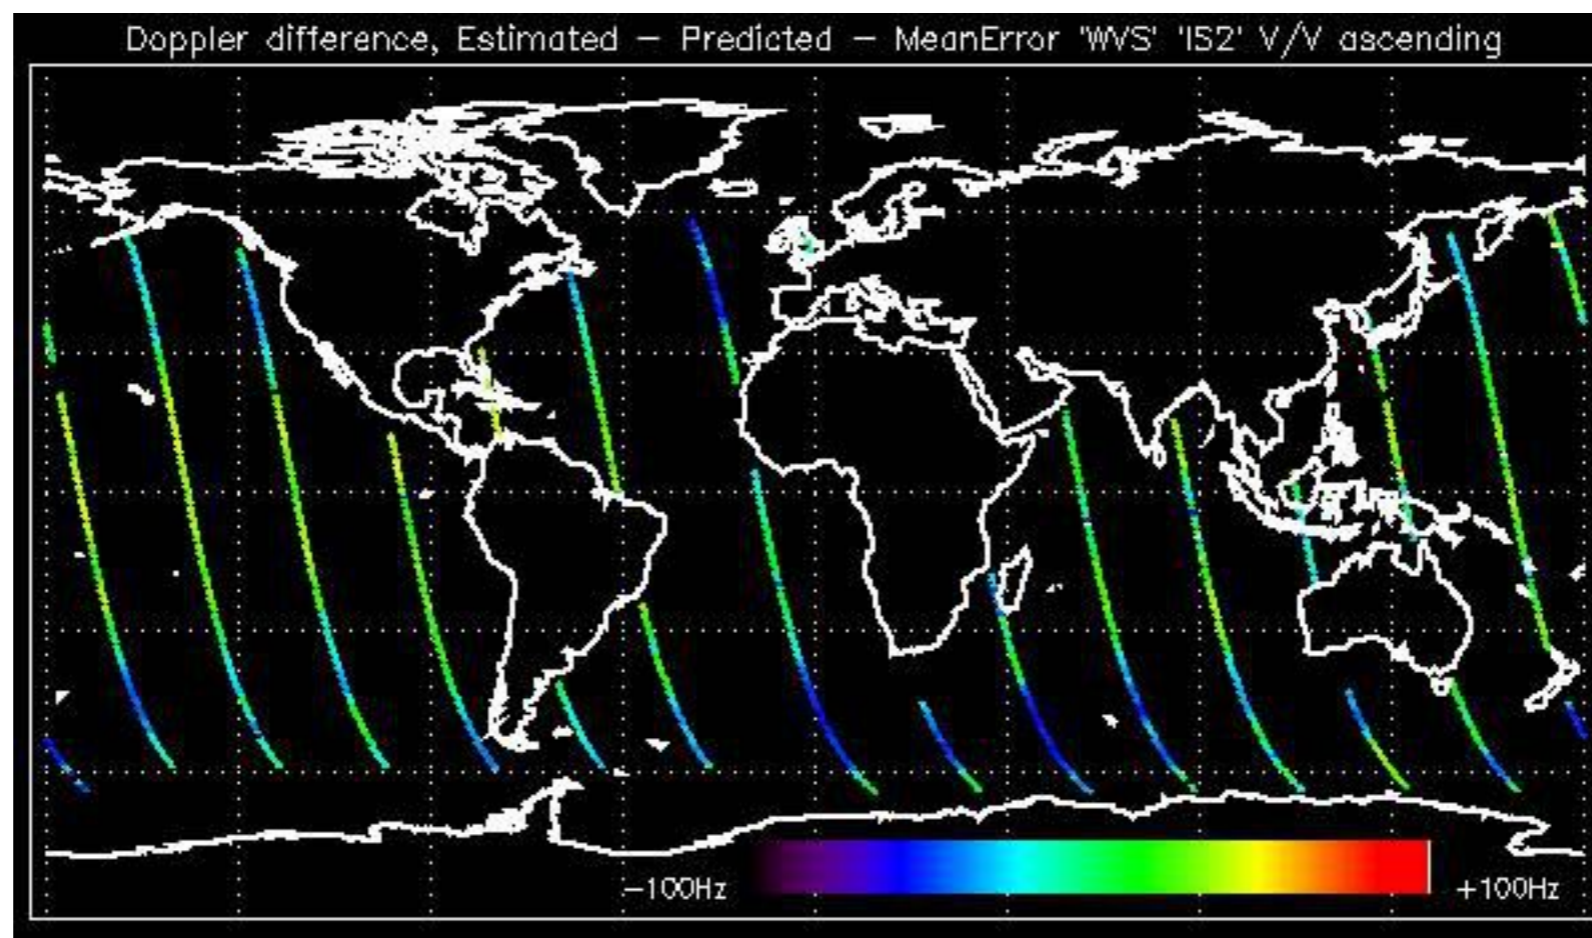 Doppler difference, Estimated – Predicted – MeanError 'WVS' 'IS2' V/V ascending
-100Hz +100Hz